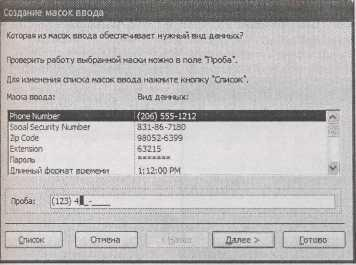 Создание масок ввода
Которая из масок ввода обеспечивает нужный вид данных?
Проверить работу выбранной маски можно в поле "Проба".
Для изменения списка масок ввода нажмите кнопку "Список".
Маска ввода: Вид данных:
Phone Number (206) 555-1212
Social Security Number 831-86-7180
Zip Code 98052-6399
Extension 63215
Пароль *******
Длинный формат времени 1:12:00 PM
Проба: (123) 4 _-____
Список Отмена < Назад Далее > Готово